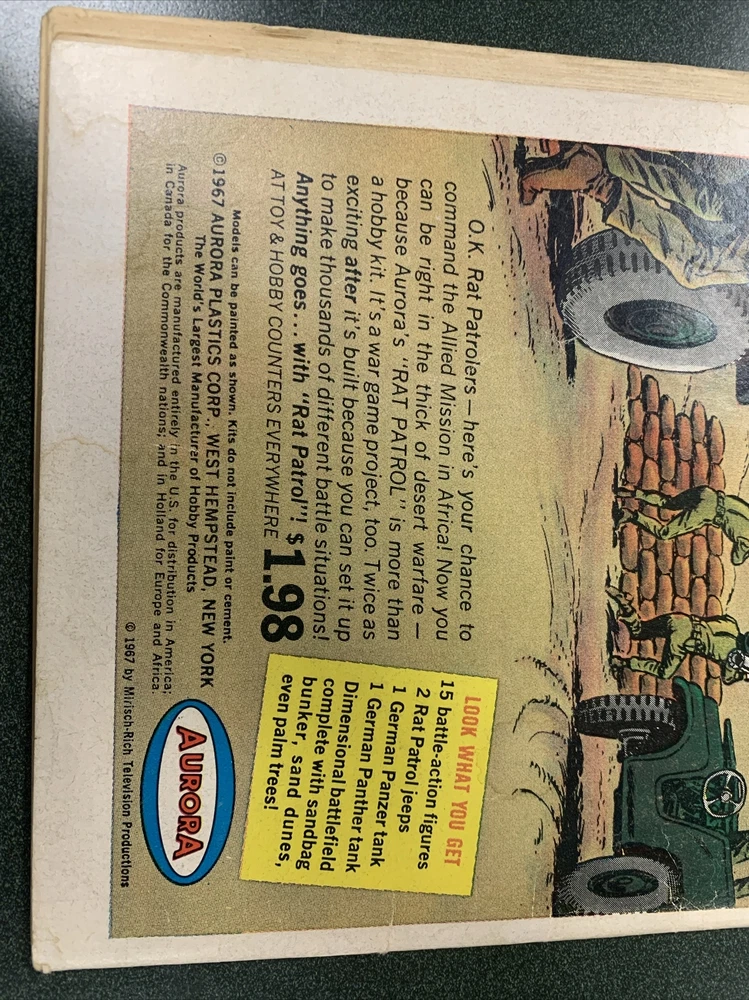 O.K. Rat Patrolers — here's your chance to
command the Allied Mission in Africa! Now you
can be right in the thick of desert warfare —
because Aurora's "RAT PATROL" is more than
a hobby kit. It's a war game project, too. Twice as
exciting after it's built because you can set it up
to make thousands of different battle situations!
Anything goes... with "Rat Patrol"! $1.98
AT TOY & HOBBY COUNTERS EVERYWHERE
LOOK WHAT YOU GET
15 battle-action figures
2 Rat Patrol jeeps
1 German Panzer tank
1 German Panther tank
Dimensional battlefield
complete with sandbag
bunker, sand dunes,
even palm trees!
Models can be painted as shown. Kits do not include paint or cement.
©1967 AURORA PLASTICS CORP., WEST HEMPSTEAD, NEW YORK
The World's Largest Manufacturer of Hobby Products
Aurora products are manufactured entirely in the U.S. for distribution in America;
in Canada for the Commonwealth nations; and in Holland for Europe and Africa.
AURORA
© 1967 by Mirisch-Rich Television Productions